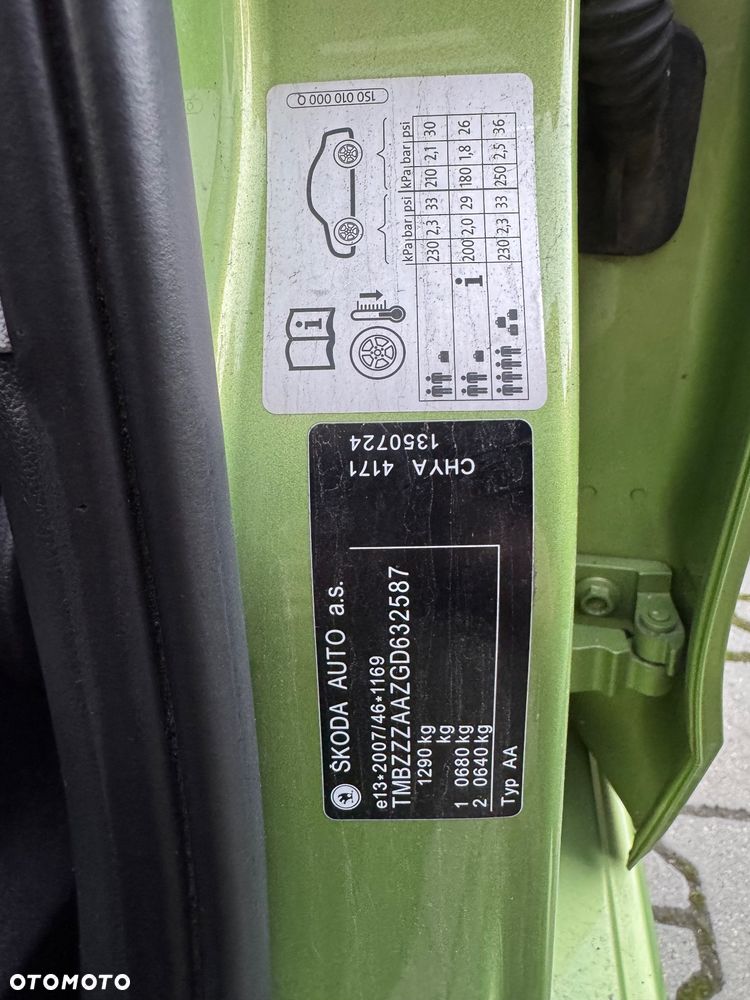 1S0 010 000 Q
kPa bar psi kPa bar psi
230 2,3 33 210 2,1 30
200 2,0 29 180 1,8 26
230 2,3 33 250 2,5 36
CHYA 4171
1350724
ŠKODA AUTO a.s.
e13*2007/46*1169
TMBZZZAAZGD632587
1290 kg
kg
1 0680 kg
2 0640 kg
Typ AA
OTOMOTO